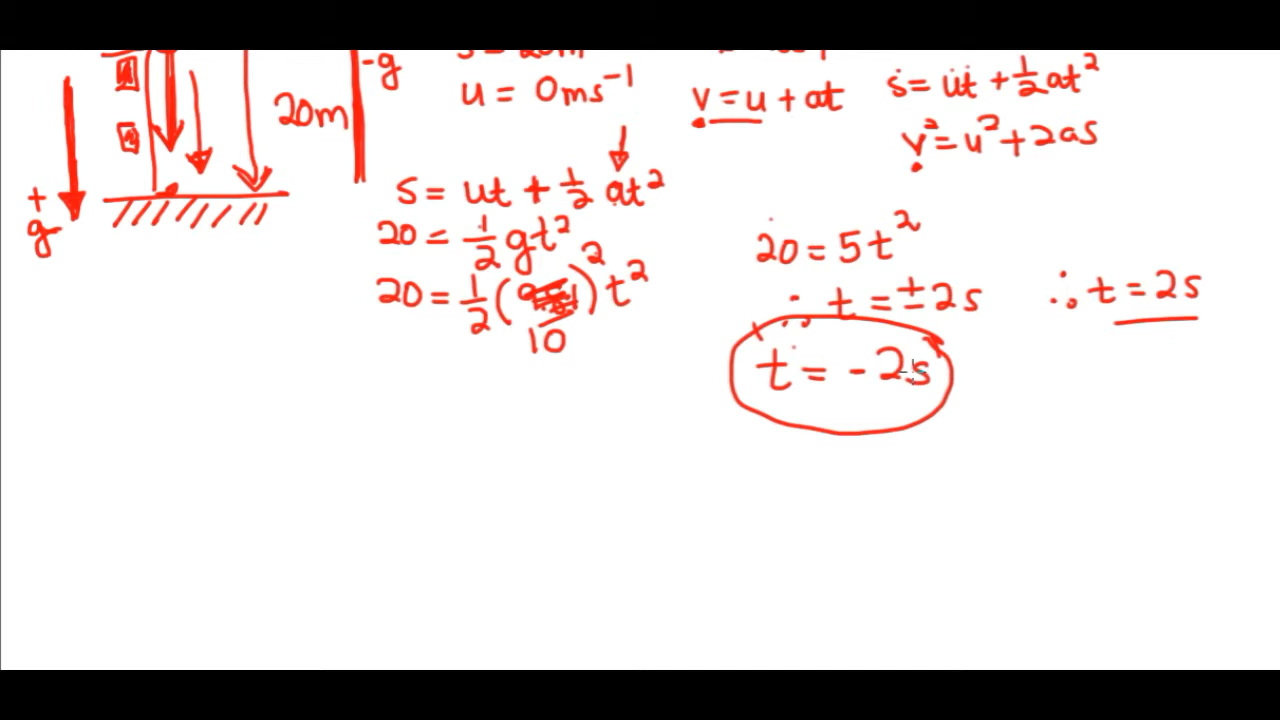 -g
20m
+
g
u = 0ms⁻¹
v = u + at
s = ut + ½at²
v² = u² + 2as
s = ut + ½at²
20 = ½gt²
20 = ½( )²t²
10
20 = 5t²
∴ t = ±2s
∴ t = 2s
t = -2s